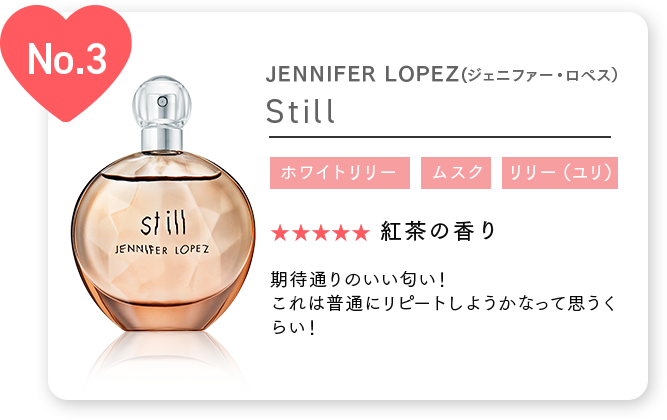 No.3
JENNIFER LOPEZ(ジェニファー・ロペス)
Still
ホワイトリリー ムスク リリー（ユリ）
still
JENNIFER LOPEZ
★★★★★ 紅茶の香り
期待通りのいい匂い！
これは普通にリピートしようかなって思うく
らい！